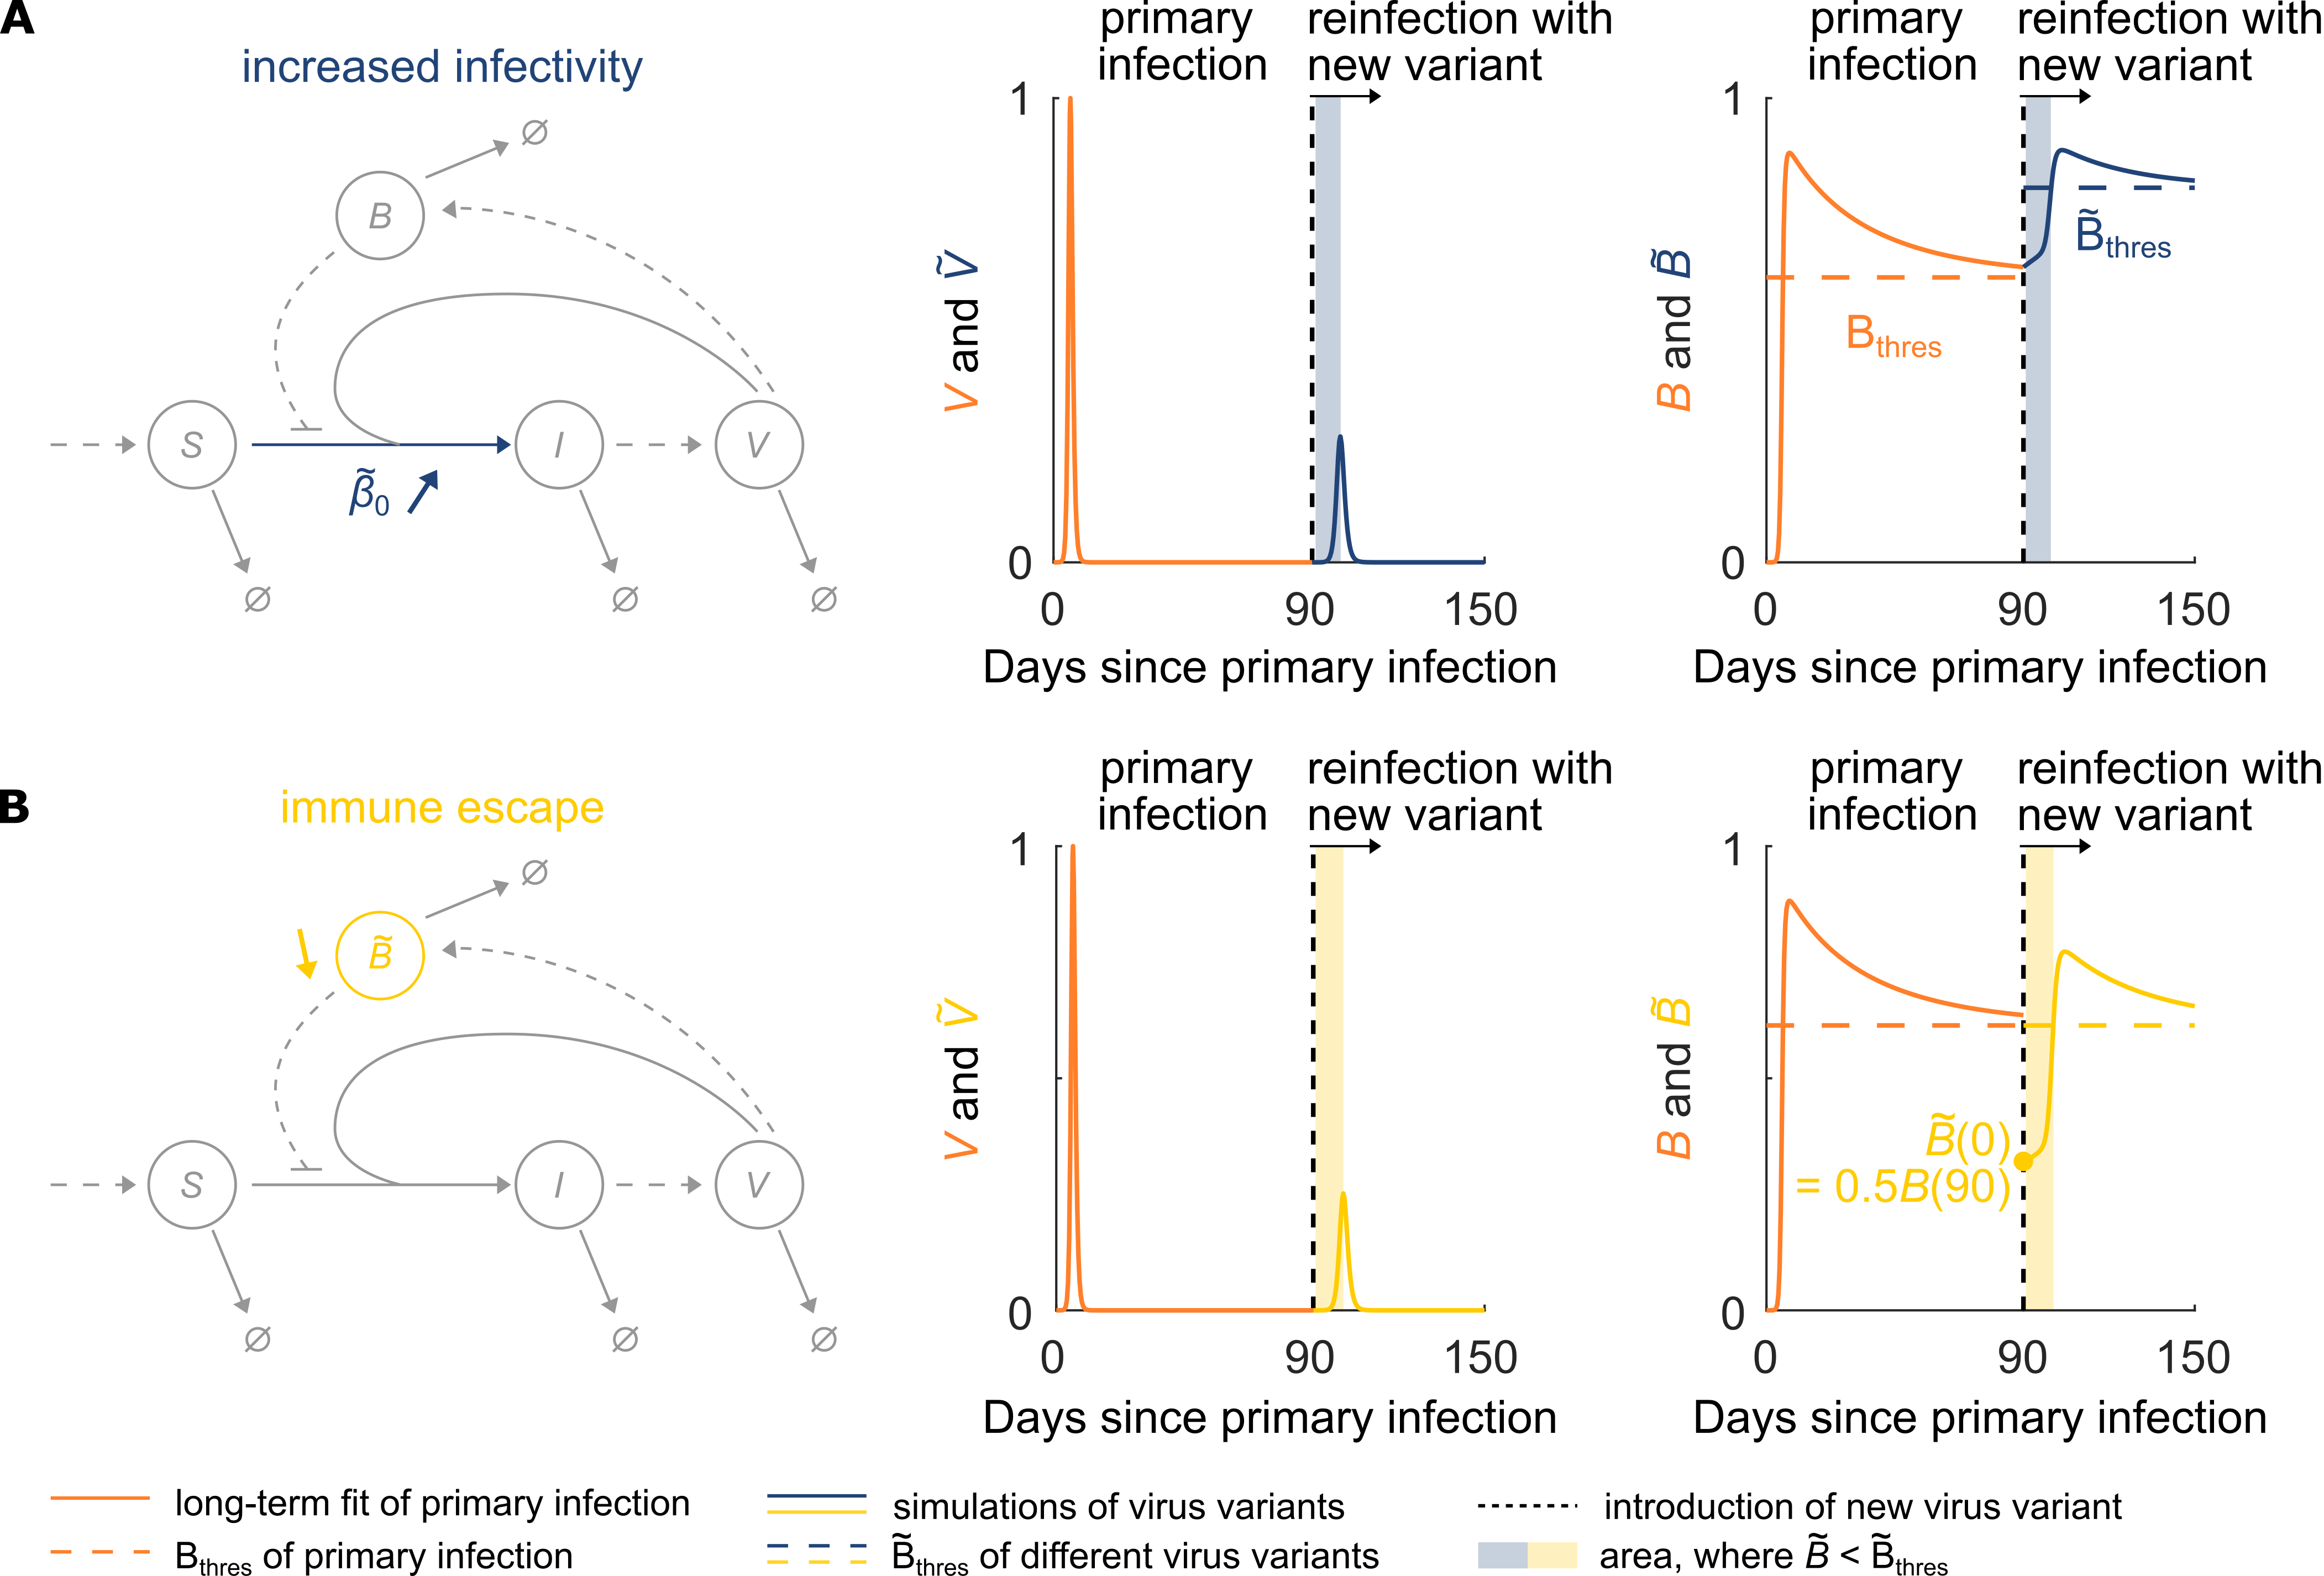 A
increased infectivity
∅
B
S
I
V
β̃0
∅
∅
∅
primary
infection
reinfection with
new variant
1
0
V and Ṽ
0
90
150
Days since primary infection
primary
infection
reinfection with
new variant
1
0
B and B̃
Bthres
B̃thres
0
90
150
Days since primary infection
B
immune escape
∅
B̃
S
I
V
∅
∅
∅
primary
infection
reinfection with
new variant
1
0
V and Ṽ
0
90
150
Days since primary infection
primary
infection
reinfection with
new variant
1
0
B and B̃
B̃(0)
= 0.5B(90)
0
90
150
Days since primary infection
long-term fit of primary infection
Bthres of primary infection
simulations of virus variants
B̃thres of different virus variants
introduction of new virus variant
area, where B̃ < B̃thres